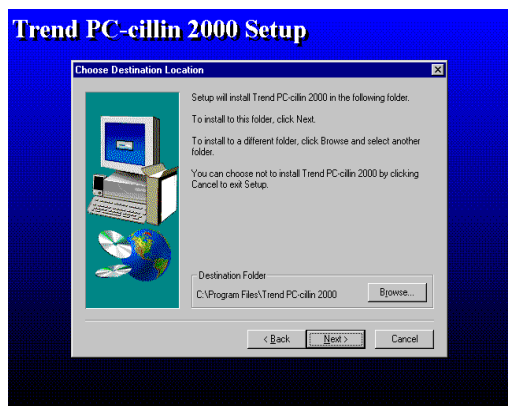 Trend PC-cillin 2000 Setup
Choose Destination Location
Setup will install Trend PC-cillin 2000 in the following folder.
To install to this folder, click Next.
To install to a different folder, click Browse and select another
folder.
You can choose not to install Trend PC-cillin 2000 by clicking
Cancel to exit Setup.
Destination Folder
C:\Program Files\Trend PC-cillin 2000
Browse...
< Back
Next >
Cancel